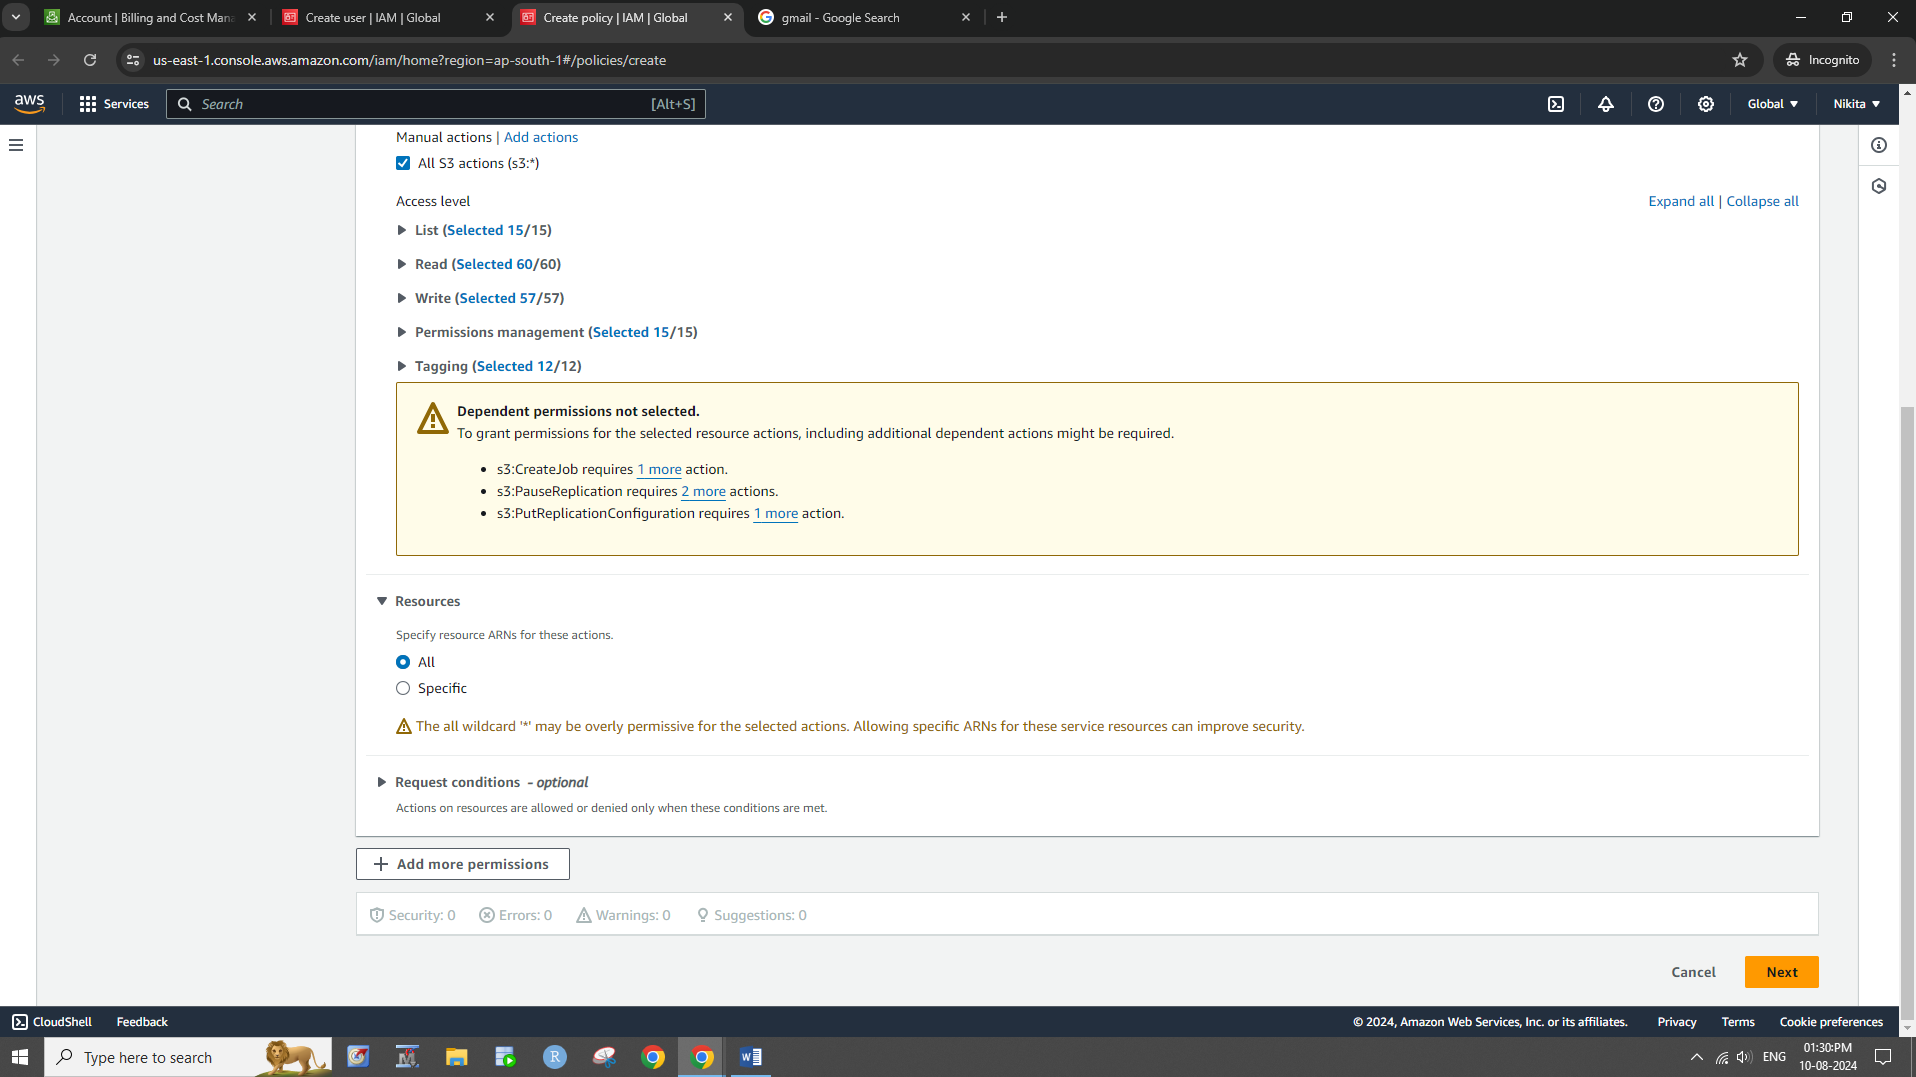 Account | Billing and Cost Mana
Create user | IAM | Global
Create policy | IAM | Global
gmail - Google Search
us-east-1.console.aws.amazon.com/iam/home?region=ap-south-1#/policies/create
Incognito
aws
Services
Search
[Alt+S]
Global
Nikita
Manual actions | Add actions
All S3 actions (s3:*)
Access level
Expand all | Collapse all
List (Selected 15/15)
Read (Selected 60/60)
Write (Selected 57/57)
Permissions management (Selected 15/15)
Tagging (Selected 12/12)
Dependent permissions not selected.
To grant permissions for the selected resource actions, including additional dependent actions might be required.
s3:CreateJob requires 1 more action.
s3:PauseReplication requires 2 more actions.
s3:PutReplicationConfiguration requires 1 more action.
Resources
Specify resource ARNs for these actions.
All
Specific
The all wildcard '*' may be overly permissive for the selected actions. Allowing specific ARNs for these service resources can improve security.
Request conditions - optional
Actions on resources are allowed or denied only when these conditions are met.
Add more permissions
Security: 0
Errors: 0
Warnings: 0
Suggestions: 0
Cancel
Next
CloudShell
Feedback
© 2024, Amazon Web Services, Inc. or its affiliates.
Privacy
Terms
Cookie preferences
Type here to search
ENG
01:30:PM
10-08-2024